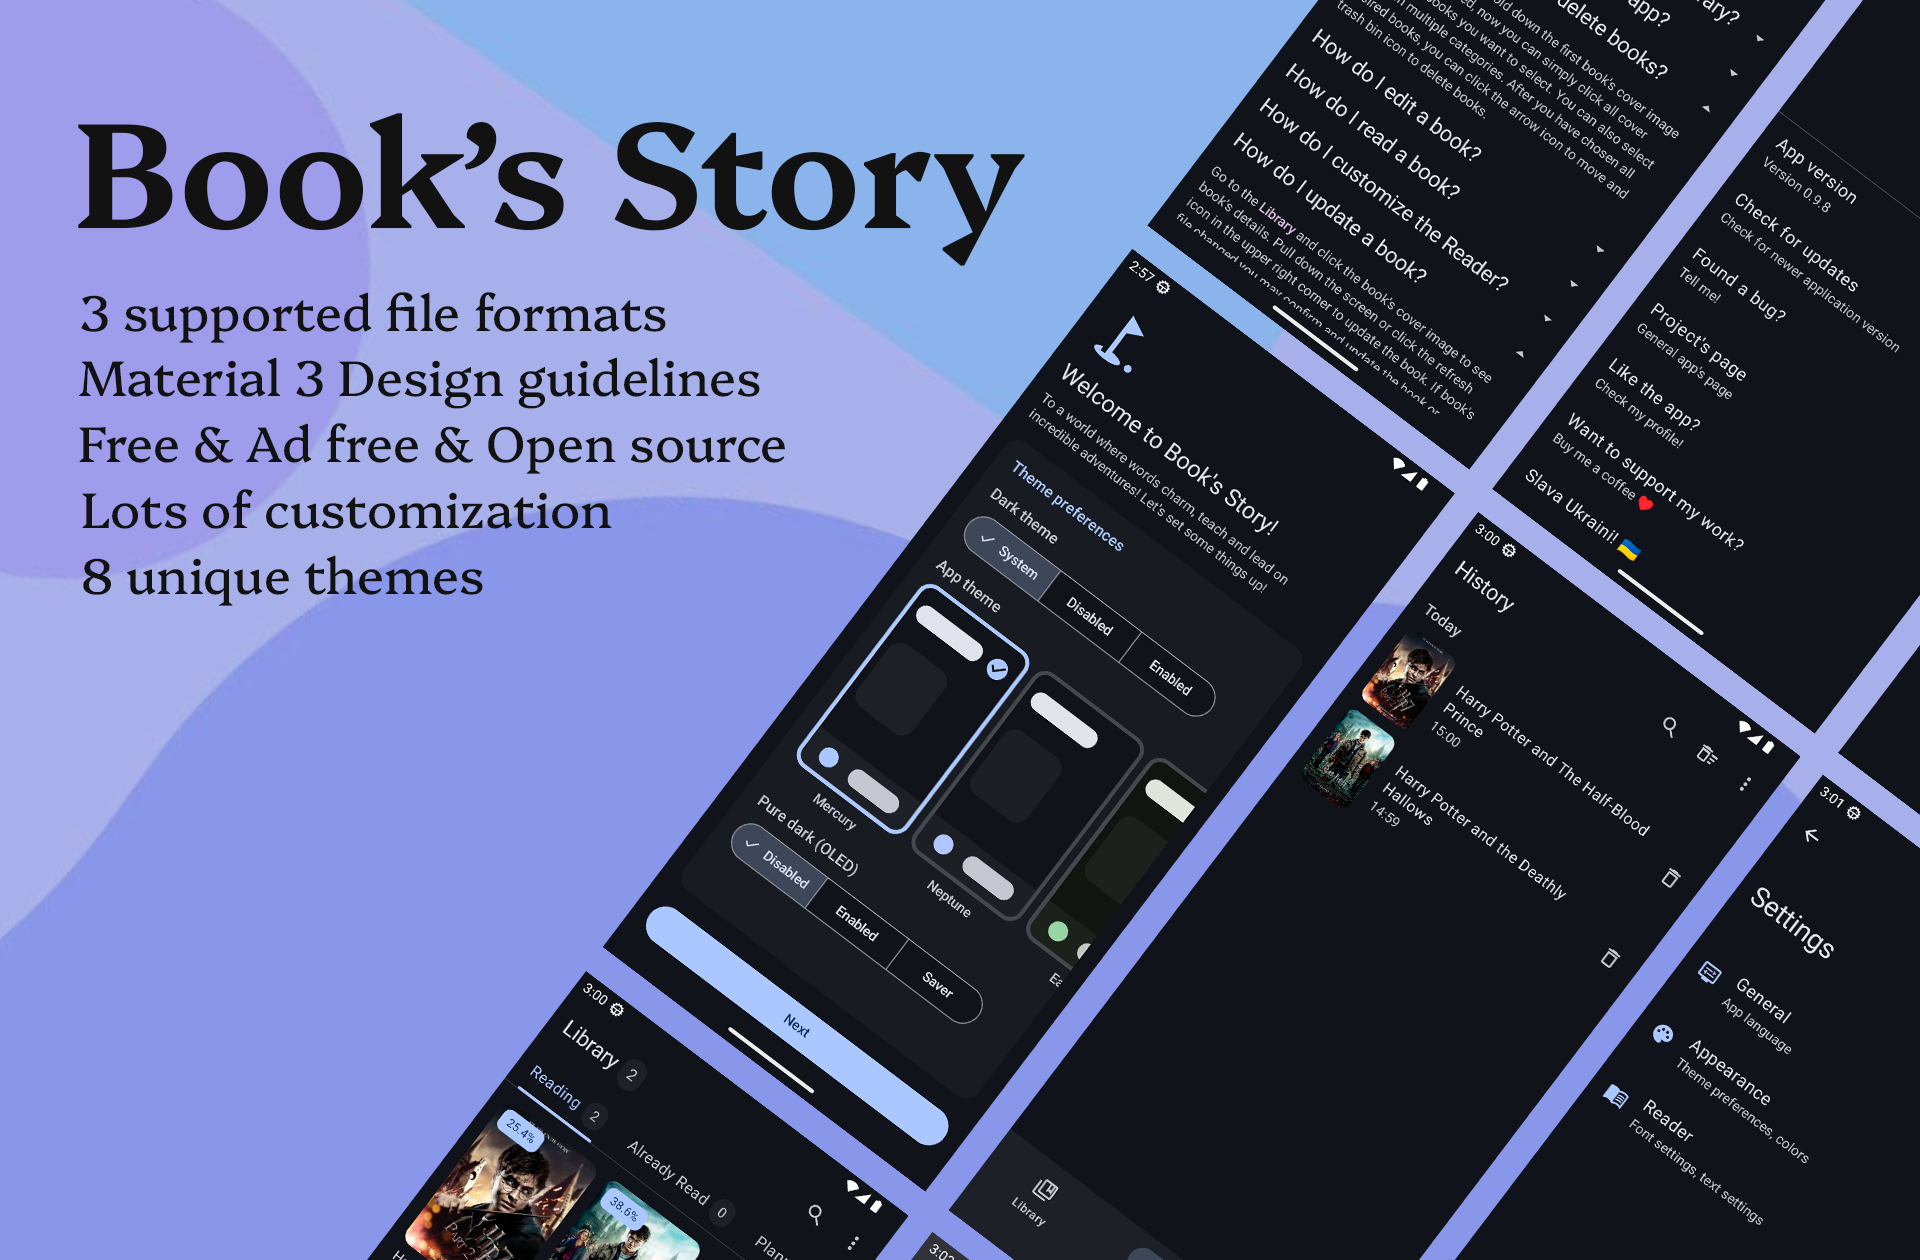 Book's Story
3 supported file formats
Material 3 Design guidelines
Free & Ad free & Open source
Lots of customization
8 unique themes
app?
delete books?
down the first book's cover image
now you can simply click all cover
books you want to select. You can also select
multiple categories. After you have chosen all
books, you can click the arrow icon to move and
trash bin icon to delete books.
How do I edit a book?
How do I read a book?
How do I customize the Reader?
How do I update a book?
Go to the Library and click the book's cover image to see
book's details. Pull down the screen or click the refresh
icon in the upper right corner to update the book. If book's
file changed you may confirm and update the book or
App version
Version 0.9.8
Check for updates
Check for newer application version
Found a bug?
Tell me!
Project's page
General app's page
Like the app?
Check my profile!
Want to support my work?
Buy me a coffee ❤️
Slava Ukraini! 🇺🇦
2:57
Welcome to Book's Story!
To a world where words charm, teach and lead on
incredible adventures! Let's set some things up!
Theme preferences
Dark theme
System
Disabled
Enabled
App theme
Mercury
Neptune
Pure dark (OLED)
Disabled
Enabled
Saver
Next
3:00
History
Today
Harry Potter and The Half-Blood
Prince
15:00
Harry Potter and the Deathly
Hallows
14:59
Library
3:01
Settings
General
App language
Appearance
Theme preferences, colors
Reader
Font settings, text settings
3:00
Library 2
Reading 2
Already Read 0
25.4%
38.6%
PART 2